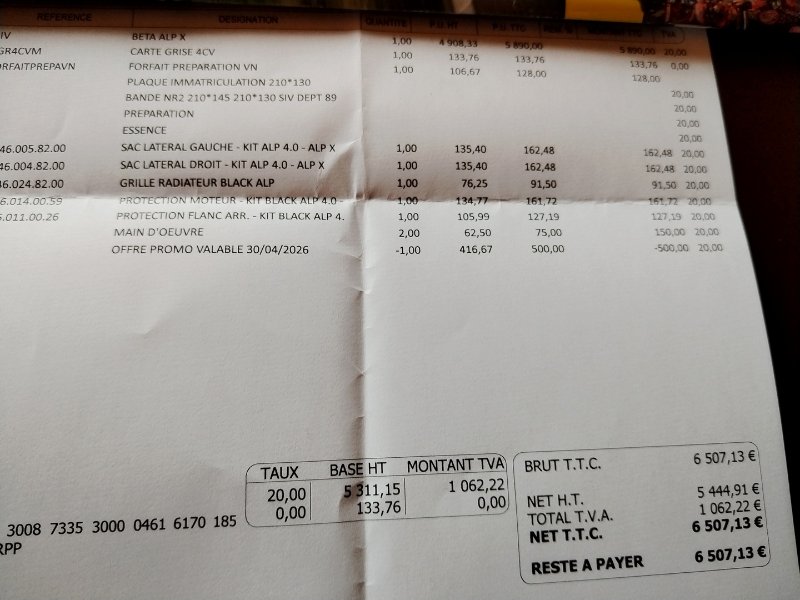 REFERENCE DESIGNATION QUANTITE P.U. HT P.U. TTC TVA
IV BETA ALP X 1,00 4 908,33 5 890,00 5 890,00 20,00
GR4CVM CARTE GRISE 4CV 1,00 133,76 133,76 133,76 0,00
ORFAITPREPAVN FORFAIT PREPARATION VN 1,00 106,67 128,00 128,00
PLAQUE IMMATRICULATION 210*130 20,00
BANDE NR2 210*145 210*130 SIV DEPT 89 20,00
PREPARATION 20,00
ESSENCE 20,00
46.005.82.00 SAC LATERAL GAUCHE - KIT ALP 4.0 - ALP X 1,00 135,40 162,48 162,48 20,00
46.004.82.00 SAC LATERAL DROIT - KIT ALP 4.0 - ALP X 1,00 135,40 162,48 162,48 20,00
46.024.82.00 GRILLE RADIATEUR BLACK ALP 1,00 76,25 91,50 91,50 20,00
6.014.00.59 PROTECTION MOTEUR - KIT BLACK ALP 4.0 - 1,00 134,77 161,72 161,72 20,00
5.011.00.26 PROTECTION FLANC ARR. - KIT BLACK ALP 4. 1,00 105,99 127,19 127,19 20,00
MAIN D'OEUVRE 2,00 62,50 75,00 150,00 20,00
OFFRE PROMO VALABLE 30/04/2026 -1,00 416,67 500,00 -500,00 20,00
TAUX BASE HT MONTANT TVA
20,00 5 311,15 1 062,22
0,00 133,76 0,00
3008 7335 3000 0461 6170 185
RPP
BRUT T.T.C. 6 507,13 €
NET H.T. 5 444,91 €
TOTAL T.V.A. 1 062,22 €
NET T.T.C. 6 507,13 €
RESTE A PAYER 6 507,13 €